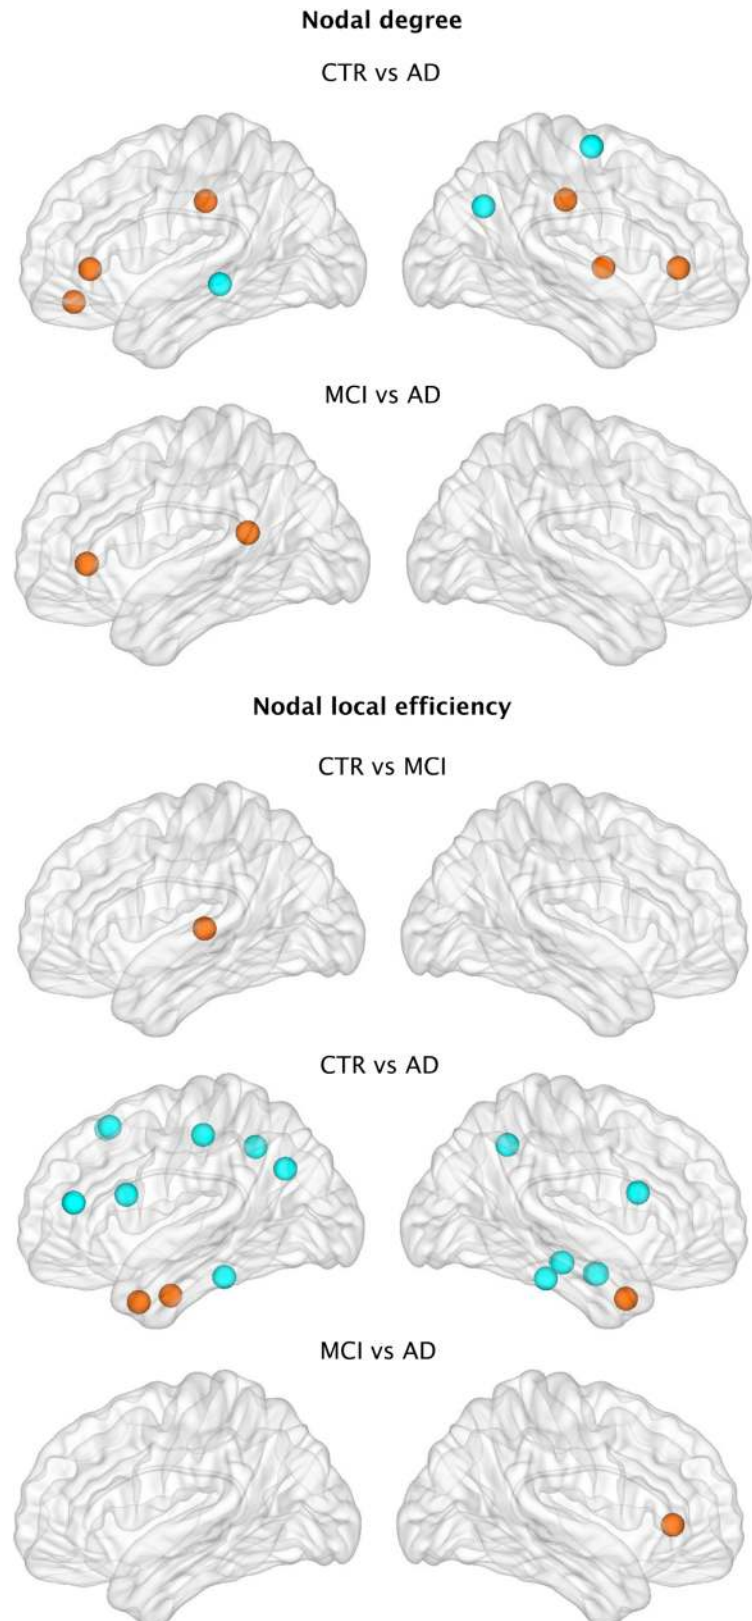 Nodal degree
CTR vs AD
MCI vs AD
Nodal local efficiency
CTR vs MCI
CTR vs AD
MCI vs AD